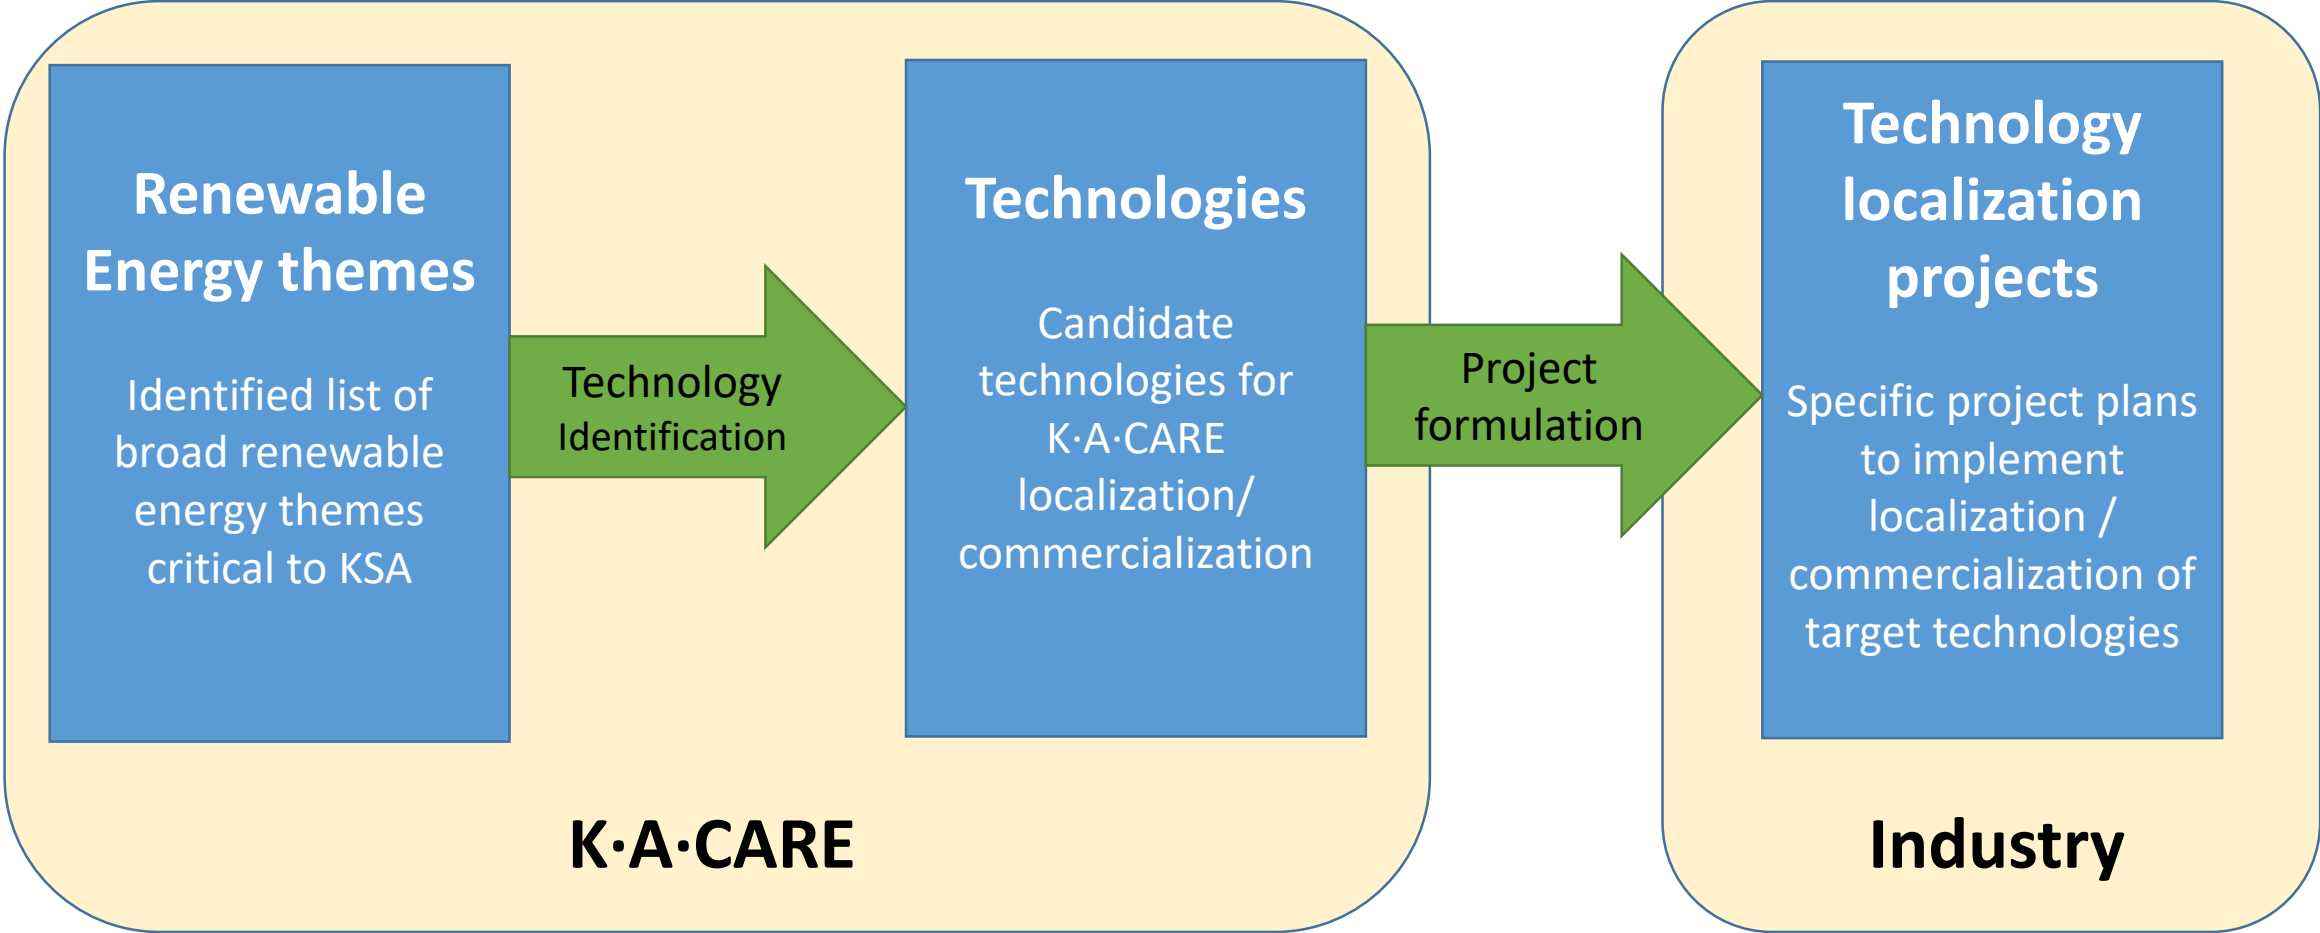 Renewable
Energy themes
Identified list of
broad renewable
energy themes
critical to KSA
Technology
Identification
Technologies
Candidate
technologies for
K·A·CARE
localization/
commercialization
Project
formulation
Technology
localization
projects
Specific project plans
to implement
localization /
commercialization of
target technologies
K·A·CARE
Industry